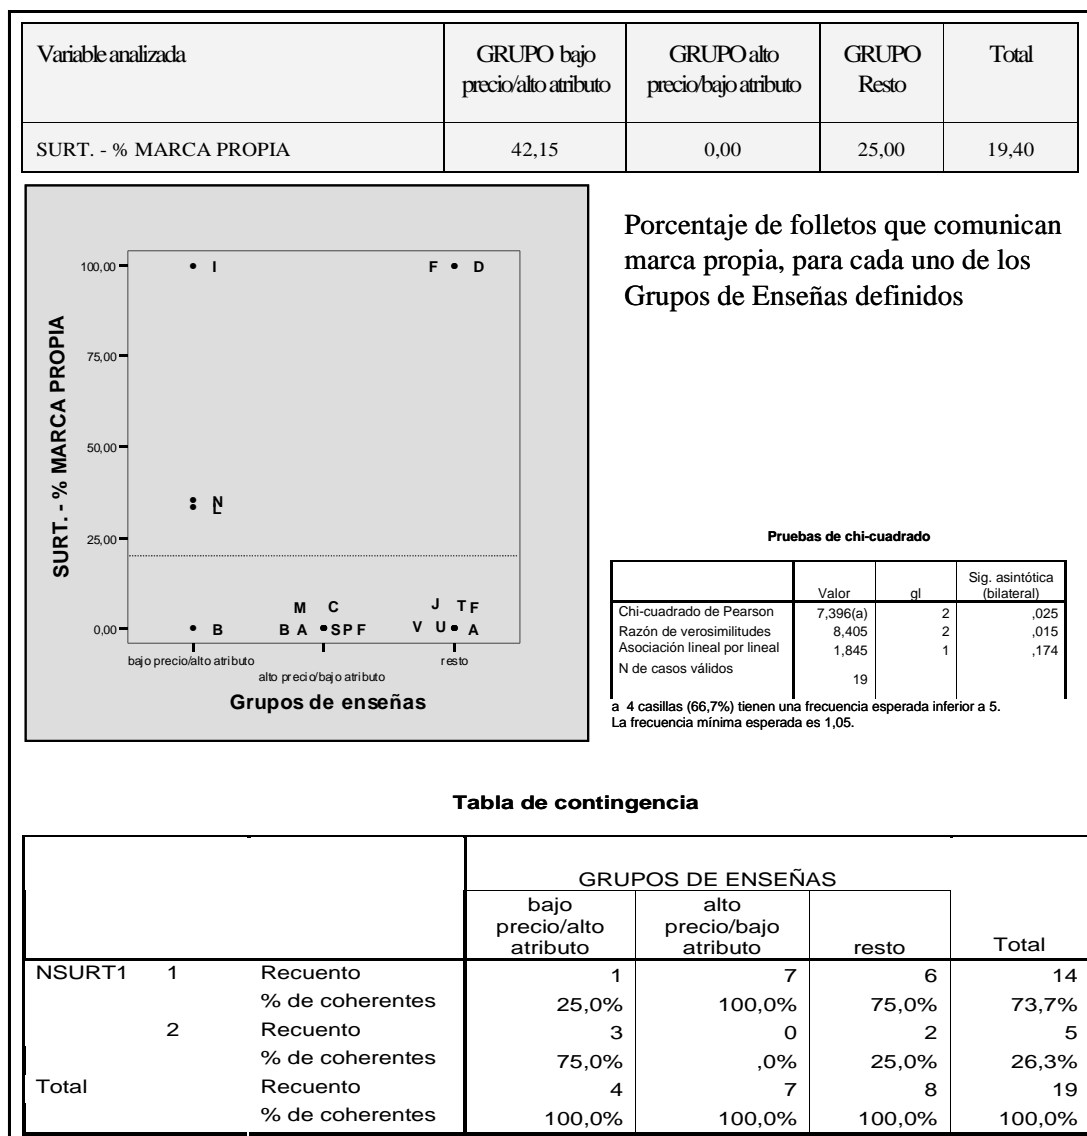 Variable analizada GRUPO bajo precio/alto atributo GRUPO alto precio/bajo atributo GRUPO Resto Total
SURT. - % MARCA PROPIA 42,15 0,00 25,00 19,40
Porcentaje de folletos que comunican
marca propia, para cada uno de los
Grupos de Enseñas definidos
SURT. - % MARCA PROPIA
100,00 I F D
75,00
50,00
N
L
25,00
M C J T F
0,00 B B A S P F V U A
bajo precio/alto atributo resto
alto precio/bajo atributo
Grupos de enseñas
Pruebas de chi-cuadrado
Valor gl Sig. asintótica (bilateral)
Chi-cuadrado de Pearson 7,396(a) 2 ,025
Razón de verosimilitudes 8,405 2 ,015
Asociación lineal por lineal 1,845 1 ,174
N de casos válidos 19
a 4 casillas (66,7%) tienen una frecuencia esperada inferior a 5.
La frecuencia mínima esperada es 1,05.
Tabla de contingencia
GRUPOS DE ENSEÑAS
bajo precio/alto atributo alto precio/bajo atributo resto Total
NSURT1 1 Recuento 1 7 6 14
% de coherentes 25,0% 100,0% 75,0% 73,7%
2 Recuento 3 0 2 5
% de coherentes 75,0% ,0% 25,0% 26,3%
Total Recuento 4 7 8 19
% de coherentes 100,0% 100,0% 100,0% 100,0%